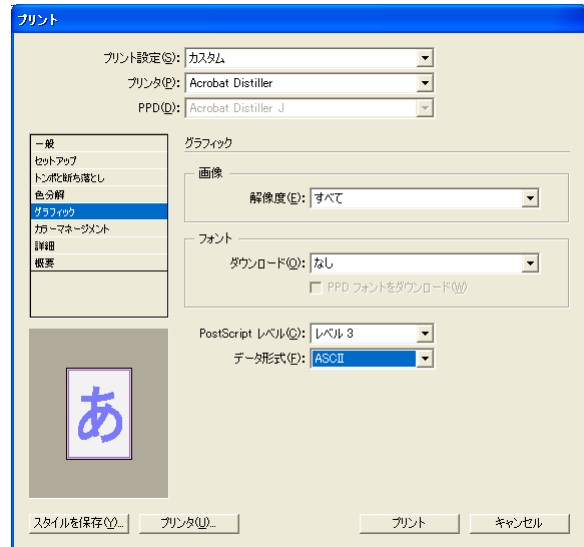 プリント
プリント設定(S): カスタム
プリンタ(P): Acrobat Distiller
PPD(D): Acrobat Distiller J
一般
セットアップ
トンボと断ち落とし
色分解
グラフィック
カラーマネージメント
詳細
概要
グラフィック
画像
解像度(E): すべて
フォント
ダウンロード(O): なし
PPD フォントをダウンロード(W)
PostScript レベル(C): レベル 3
データ形式(F): ASCII
あ
スタイルを保存(Y)...
プリンタ(U)...
プリント
キャンセル